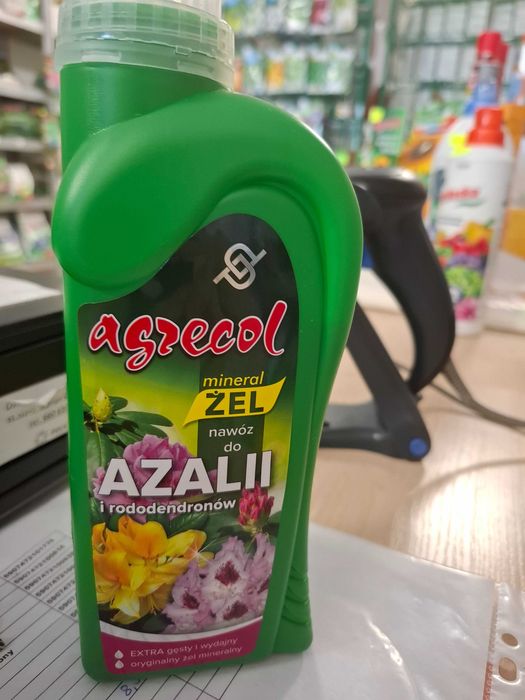 agrecol
mineral
ŻEL
nawóz
do
AZALII
i rododendronów
EXTRA gęsty i wydajny
oryginalny żel mineralny